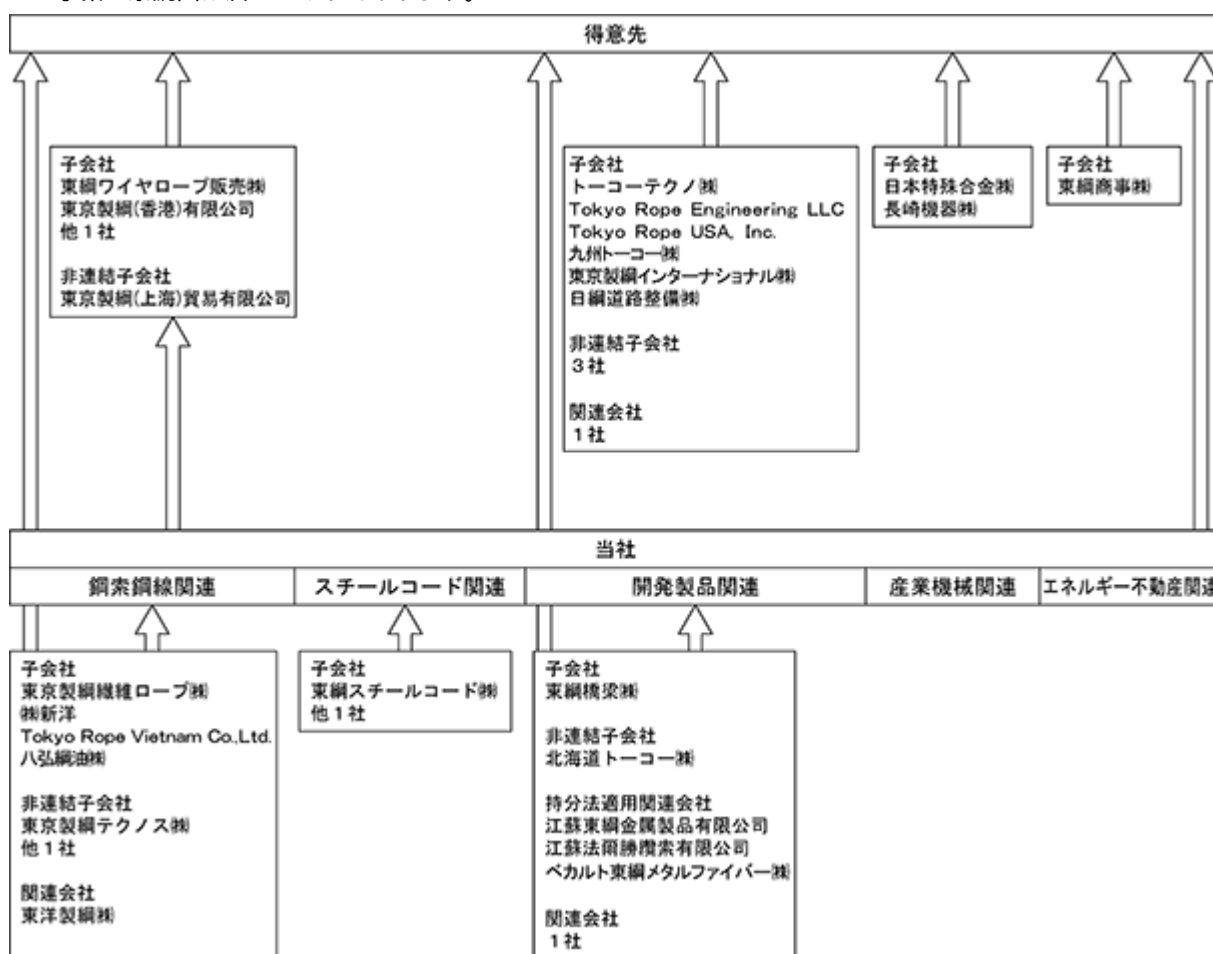 得意先
子会社
東綱ワイヤロープ販売㈱
東京製綱(香港)有限公司
他1社
非連結子会社
東京製綱(上海)貿易有限公司
子会社
トーコーテクノ㈱
Tokyo Rope Engineering LLC
Tokyo Rope USA, Inc.
九州トーコー㈱
東京製綱インターナショナル㈱
日綱道路整備㈱
非連結子会社
3社
関連会社
1社
子会社
日本特殊合金㈱
長崎機器㈱
子会社
東綱商事㈱
当社
鋼索鋼線関連
スチールコード関連
開発製品関連
産業機械関連
エネルギー不動産関連
子会社
東京製綱繊維ロープ㈱
㈱新洋
Tokyo Rope Vietnam Co.,Ltd.
八弘綱油㈱
非連結子会社
東京製綱テクノス㈱
他1社
関連会社
東洋製綱㈱
子会社
東綱スチールコード㈱
他1社
子会社
東綱橋梁㈱
非連結子会社
北海道トーコー㈱
持分法適用関連会社
江蘇東綱金属製品有限公司
江蘇法爾勝纜索有限公司
ベカルト東綱メタルファイバー㈱
関連会社
1社